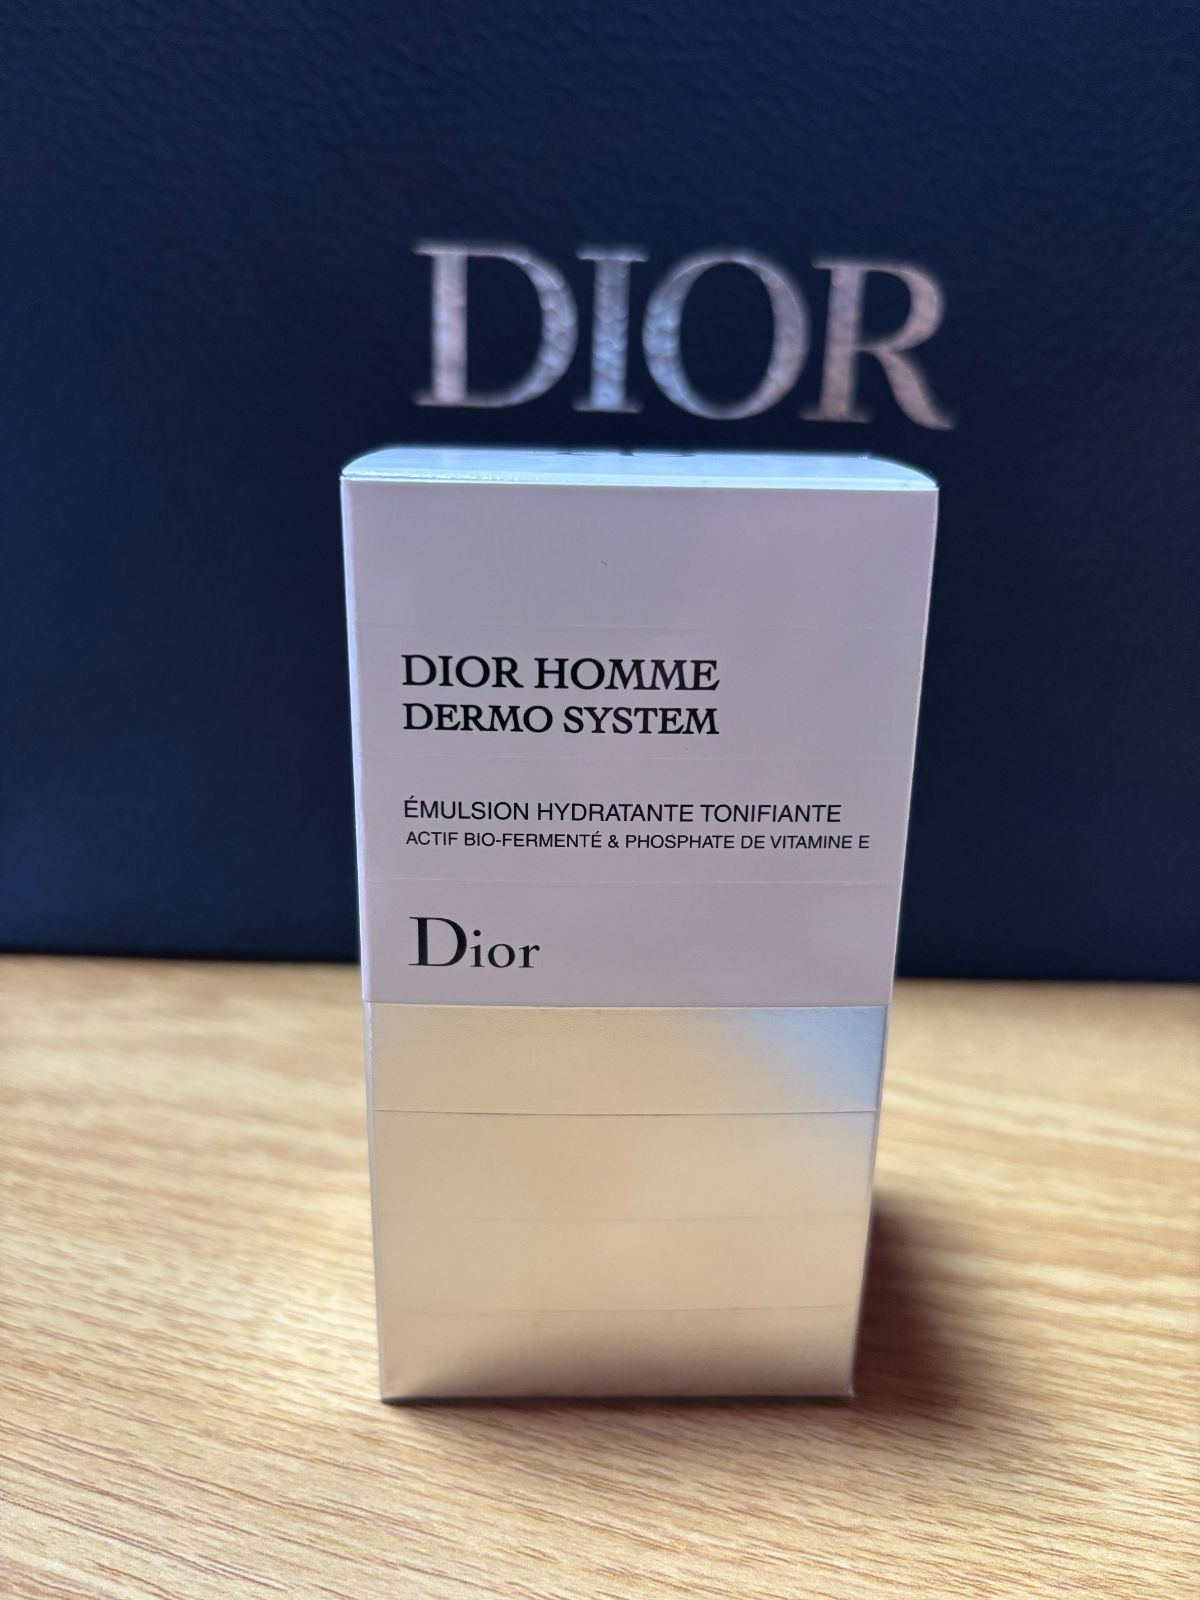 DIOR
DIOR HOMME
DERMO SYSTEM
ÉMULSION HYDRATANTE TONIFIANTE
ACTIF BIO-FERMENTÉ & PHOSPHATE DE VITAMINE E
Dior